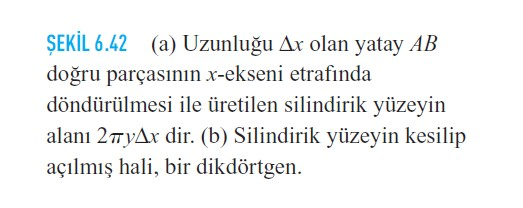 ŞEKİL 6.42 (a) Uzunluğu Δx olan yatay AB
doğru parçasının x-ekseni etrafında
döndürülmesi ile üretilen silindirik yüzeyin
alanı 2πyΔx dir. (b) Silindirik yüzeyin kesilip
açılmış hali, bir dikdörtgen.